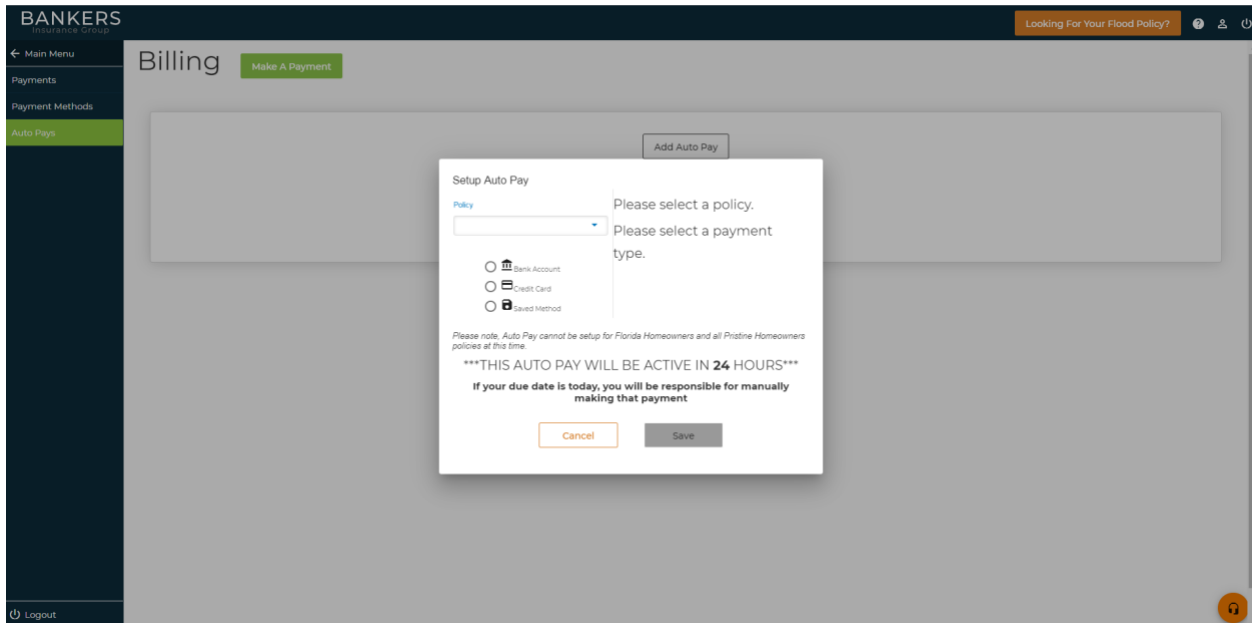 BANKERS
Insurance Group
Looking For Your Flood Policy?
Main Menu
Payments
Payment Methods
Auto Pays
Billing
Make A Payment
Add Auto Pay
Setup Auto Pay
Policy
Bank Account
Credit Card
Saved Method
Please select a policy.
Please select a payment
type.
Please note, Auto Pay cannot be setup for Florida Homeowners and all Pristine Homeowners
policies at this time.
***THIS AUTO PAY WILL BE ACTIVE IN 24 HOURS***
If your due date is today, you will be responsible for manually
making that payment
Cancel
Save
Logout